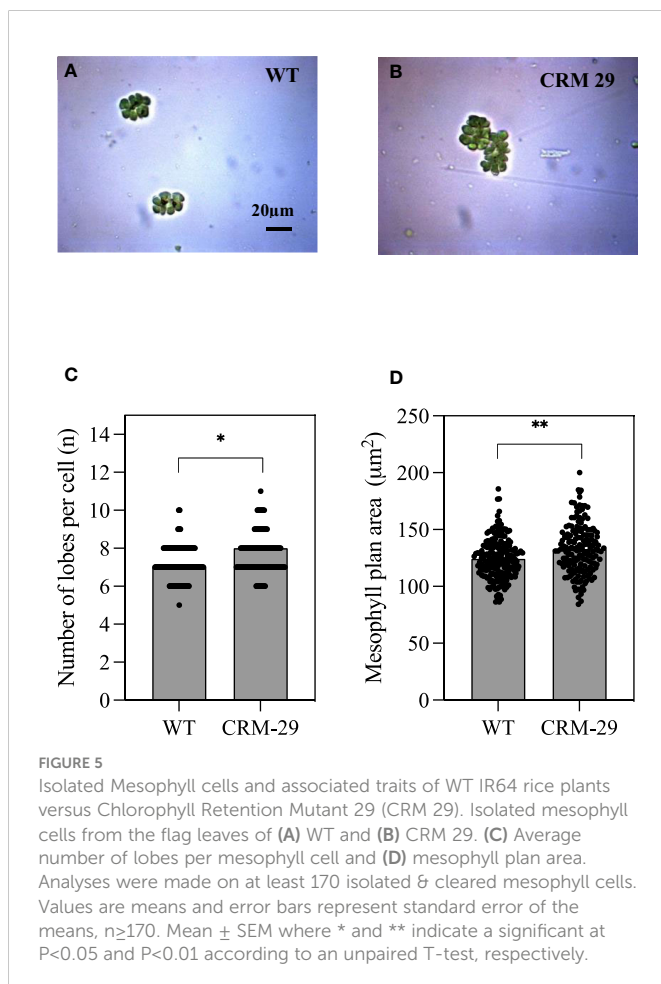 A
WT
20µm
B
CRM 29
C
Number of lobes per cell (n)
14
12
10
8
6
4
2
0
*
WT
CRM-29
D
Mesophyll plan area (µm²)
250
200
150
100
50
0
**
WT
CRM-29
FIGURE 5
Isolated Mesophyll cells and associated traits of WT IR64 rice plants
versus Chlorophyll Retention Mutant 29 (CRM 29). Isolated mesophyll
cells from the flag leaves of (A) WT and (B) CRM 29. (C) Average
number of lobes per mesophyll cell and (D) mesophyll plan area.
Analyses were made on at least 170 isolated & cleared mesophyll cells.
Values are means and error bars represent standard error of the
means, n≥170. Mean ± SEM where * and ** indicate a significant at
P<0.05 and P<0.01 according to an unpaired T-test, respectively.